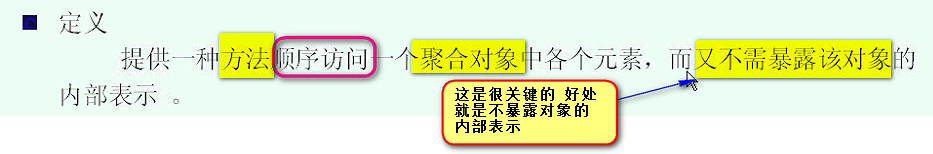 定义
提供一种方法顺序访问一个聚合对象中各个元素，而又不需暴露该对象的
内部表示 。
这是很关键的 好处
就是不暴露对象的
内部表示